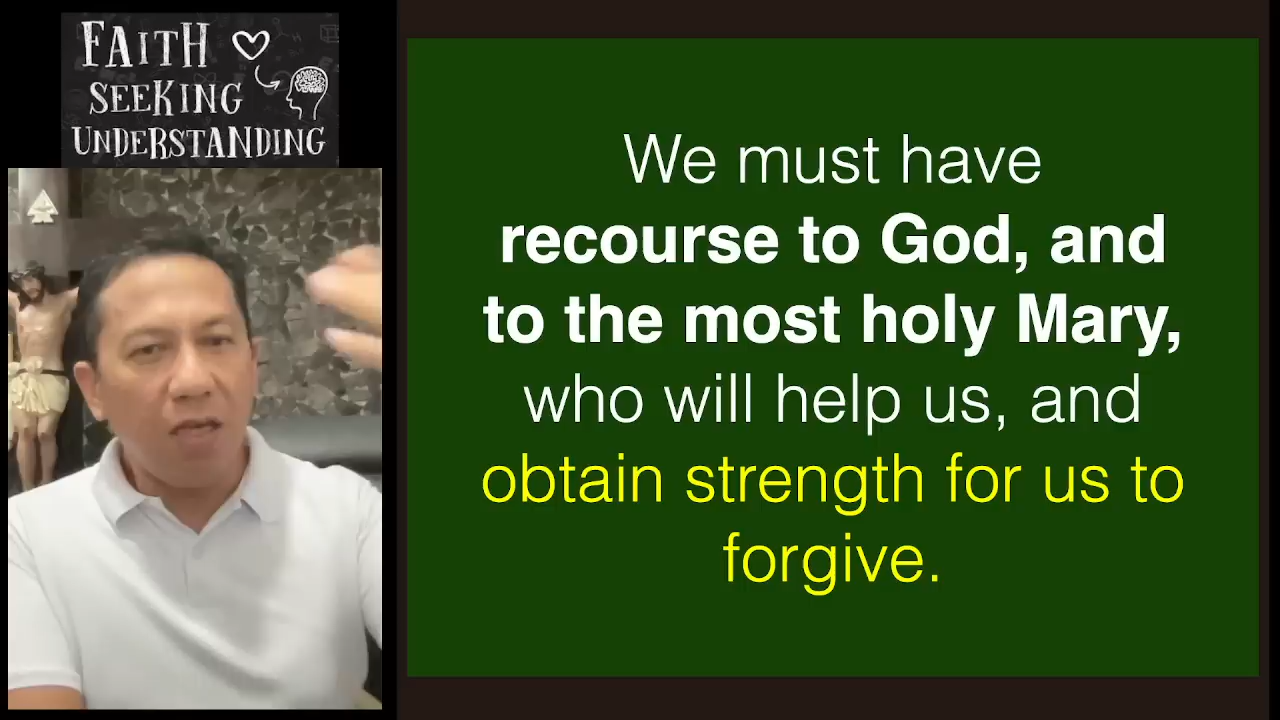 FAITH
SEEKING
UNDERSTANDING
We must have
recourse to God, and
to the most holy Mary,
who will help us, and
obtain strength for us to
forgive.